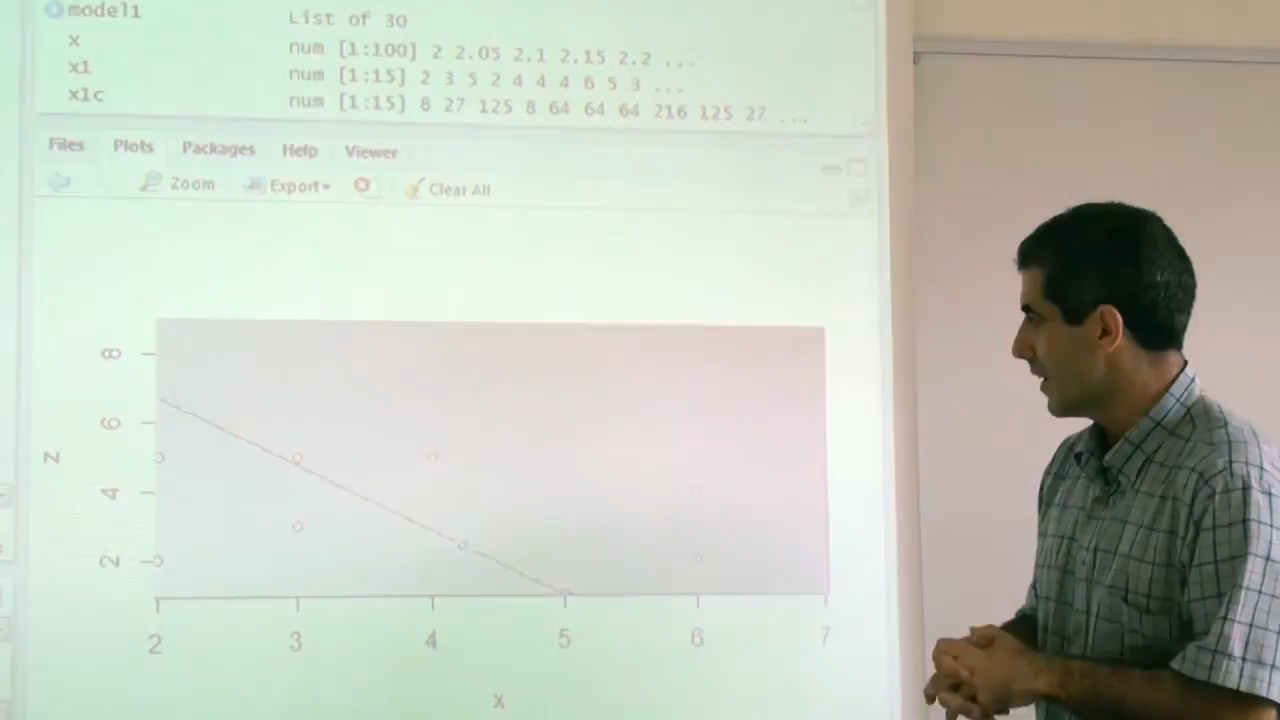 model1 List of 30
x num [1:100] 2 2.05 2.1 2.15 2.2 ...
x1 num [1:15] 2 3 5 2 4 4 4 6 5 3 ...
x1c num [1:15] 8 27 125 8 64 64 64 216 125 27 ...
Files Plots Packages Help Viewer
Zoom Export Clear All
8
6
z
4
2
2 3 4 5 6 7
x